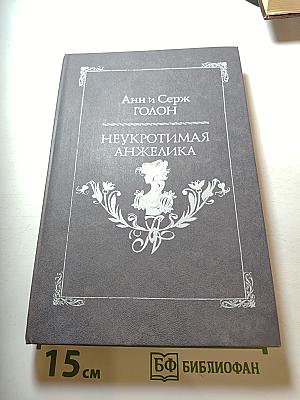 Анн и Серж
ГОЛОН
НЕУКРОТИМАЯ
АНЖЕЛИКА
15 см
БФ БИБЛИОФАН